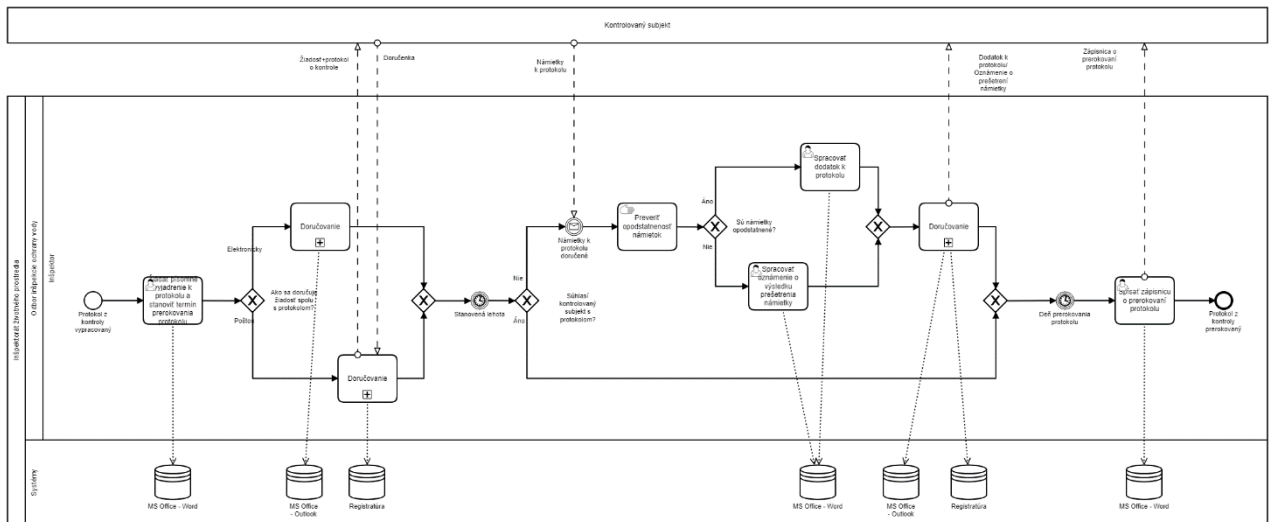 Kontrolovaný subjekt
Žiadosť+protokol
o kontrole
Doručenka
Námietky
k protokolu
Dodatok k
protokolu/
Oznámenie o
prešetrení
námietky
Zápisnica o
prerokovaní
protokolu
Inšpektorát životného prostredia
Odbor inšpekcie ochrany vody
Inšpektor
Systémy
Protokol z
kontroly
vypracovaný
písomné
vyjadrenie k
protokolu a
stanoviť termín
prerokovania
protokolu
Elektronicky
Poštou
Ako sa doručuje
žiadosť spolu
s protokolom?
Doručovanie
Doručovanie
Stanovená lehota
Nie
Áno
Súhlasí
kontrolovaný
subjekt s
protokolom?
Námietky k
protokolu
doručené
Preveriť
opodstatnenosť
námietok
Áno
Nie
Sú námietky
opodstatnené?
Spracovať
dodatok k
protokolu
Spracovať
oznámenie o
výsledku
prešetrenia
námietky
Doručovanie
Deň prerokovania
protokolu
Spísať zápisnicu
o prerokovaní
protokolu
Protokol z
kontroly
prerokovaný
MS Office - Word
MS Office
- Outlook
Registratúra
MS Office - Word
MS Office
- Outlook
Registratúra
MS Office - Word